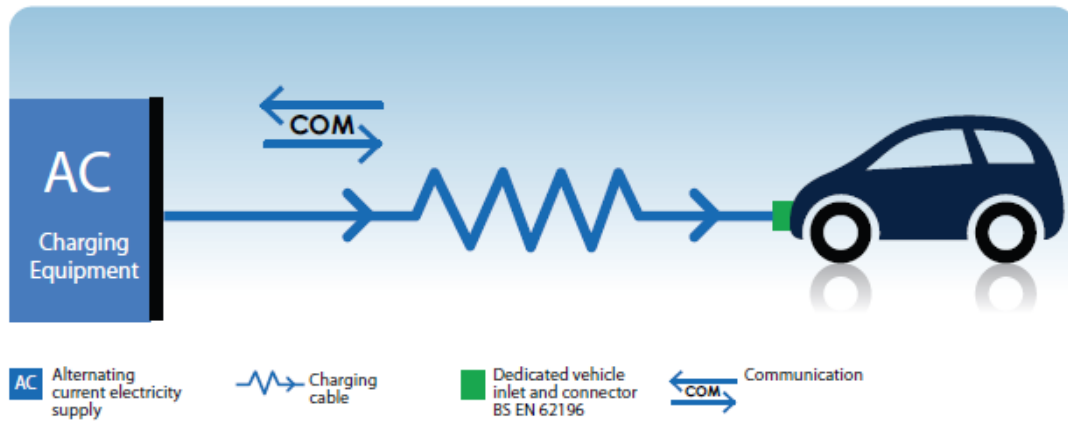 COM
AC
Charging
Equipment
AC
Alternating
current electricity
supply
Charging
cable
Dedicated vehicle
inlet and connector
BS EN 62196
COM
Communication